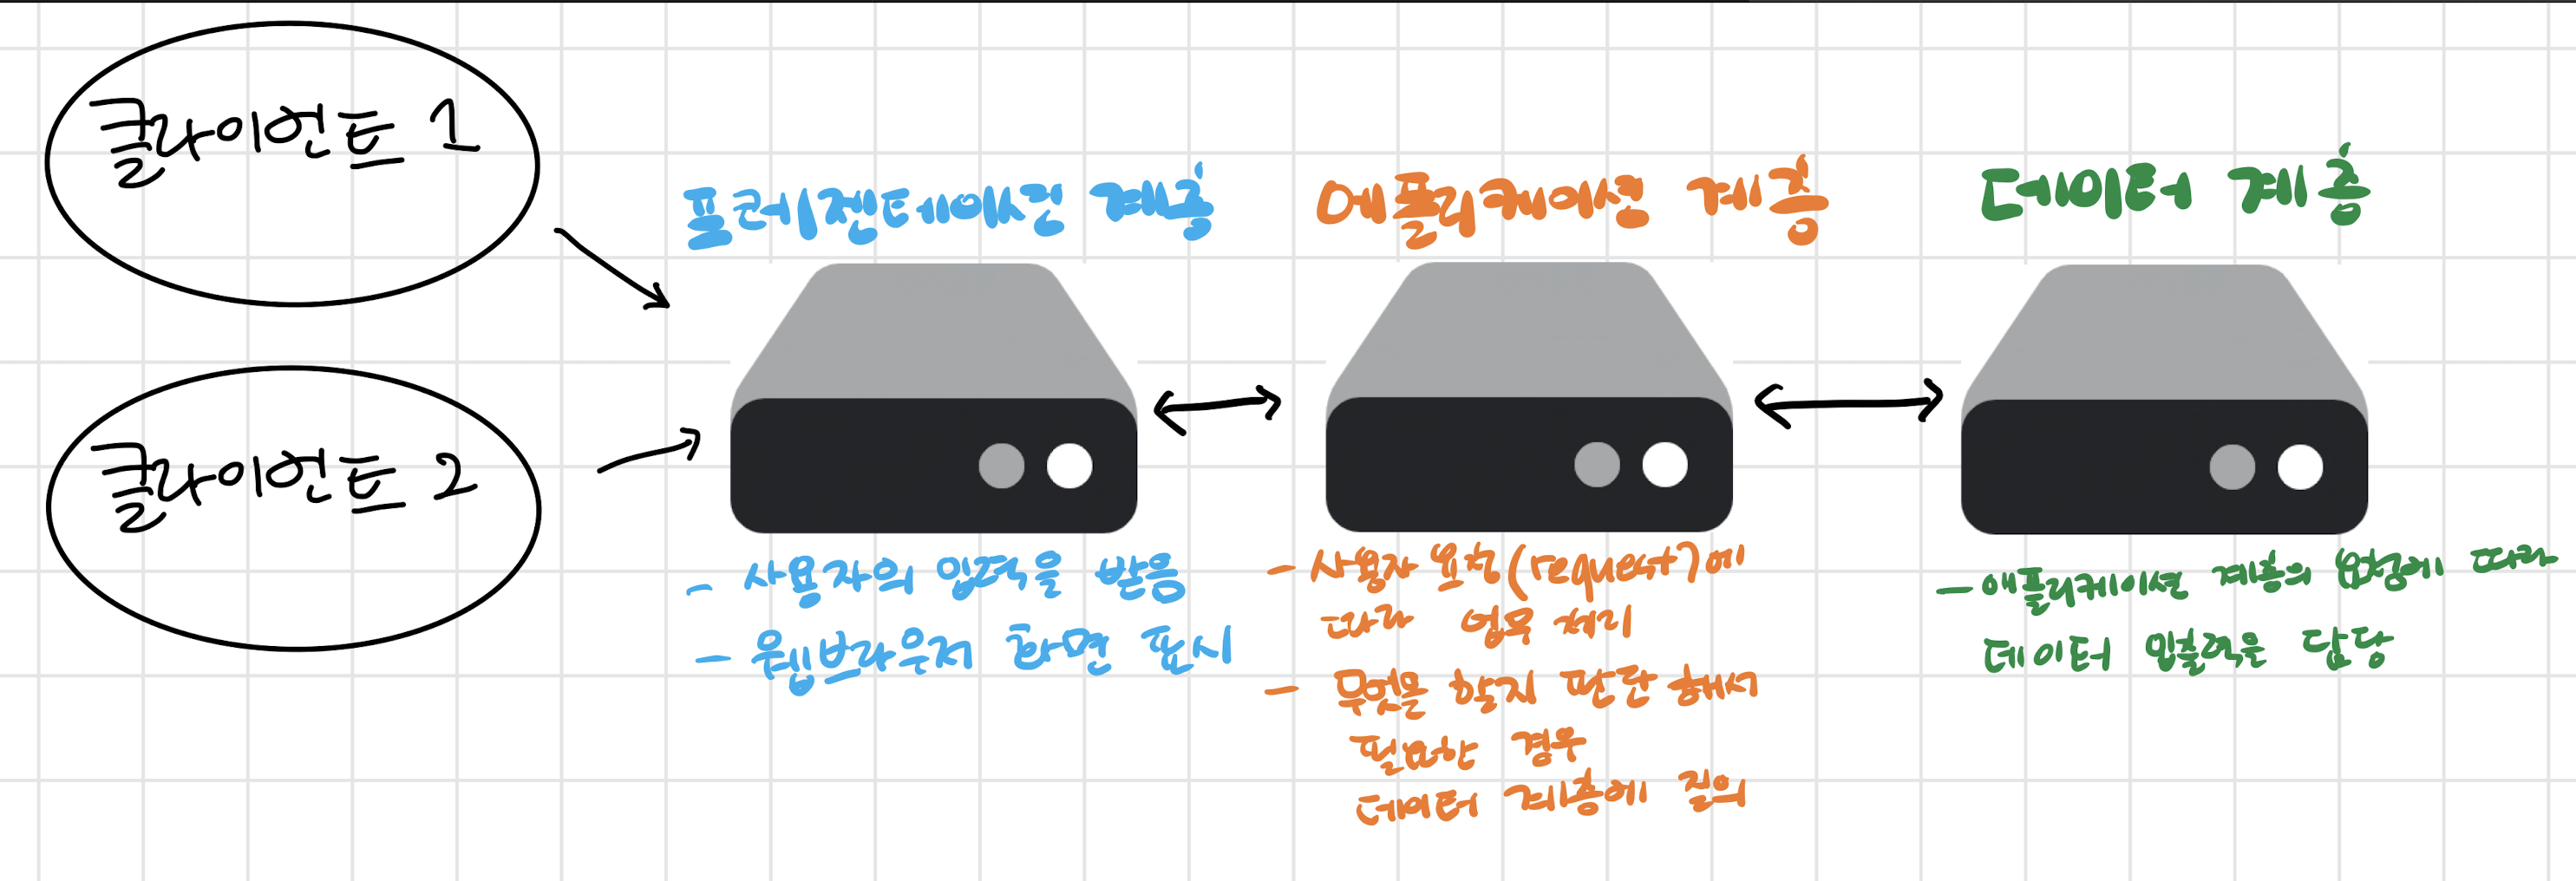 클라이언트 1
클라이언트 2
프레젠테이션 계층
- 사용자의 입력을 받음
- 웹브라우저 화면 표시
애플리케이션 계층
- 사용자 요청(request)에
따라 업무 처리
- 무엇을 할지 판단해서
필요한 경우
데이터 계층에 질의
데이터 계층
- 애플리케이션 계층의 요청에 따라
데이터 입출력을 담당